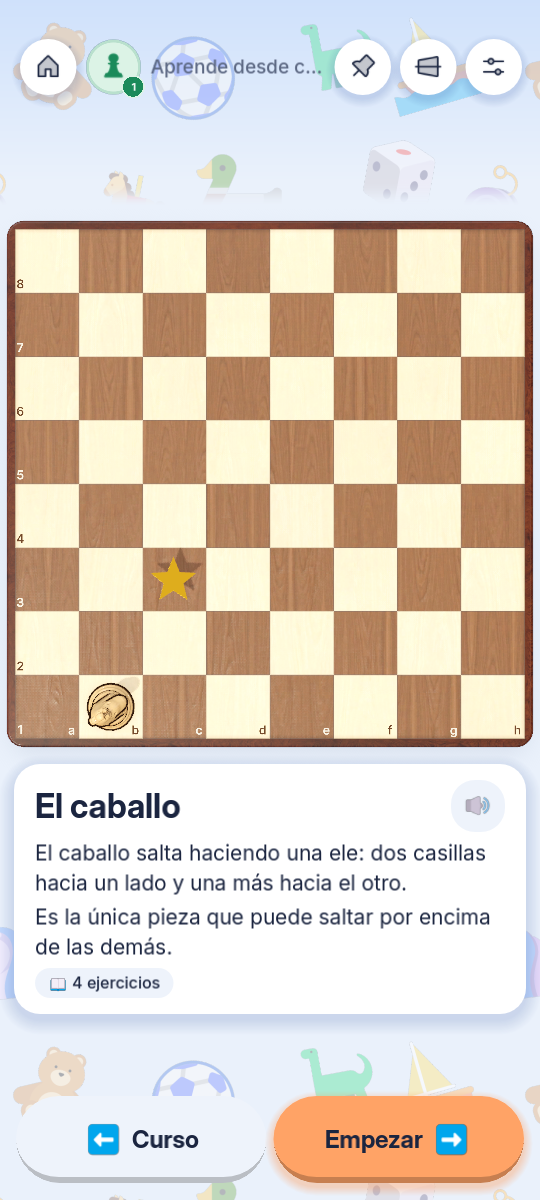 1
Aprende desde c...
8
7
6
5
4
3
2
1 a b c d e f g h
El caballo
El caballo salta haciendo una ele: dos casillas
hacia un lado y una más hacia el otro.
Es la única pieza que puede saltar por encima
de las demás.
4 ejercicios
Curso
Empezar